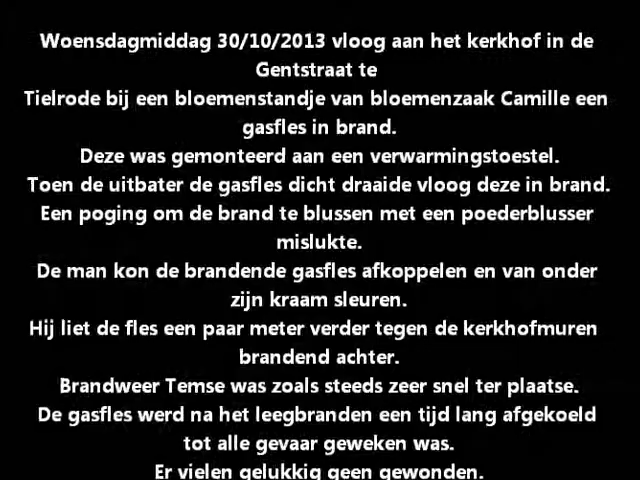 Woensdagmiddag 30/10/2013 vloog aan het kerkhof in de
Gentstraat te
Tielrode bij een bloemenstandje van bloemenzaak Camille een
gasfles in brand.
Deze was gemonteerd aan een verwarmingstoestel.
Toen de uitbater de gasfles dicht draaide vloog deze in brand.
Een poging om de brand te blussen met een poederblusser
mislukte.
De man kon de brandende gasfles afkoppelen en van onder
zijn kraam sleuren.
Hij liet de fles een paar meter verder tegen de kerkhofmuren
brandend achter.
Brandweer Temse was zoals steeds zeer snel ter plaatse.
De gasfles werd na het leegbranden een tijd lang afgekoeld
tot alle gevaar geweken was.
Er vielen gelukkig geen gewonden.